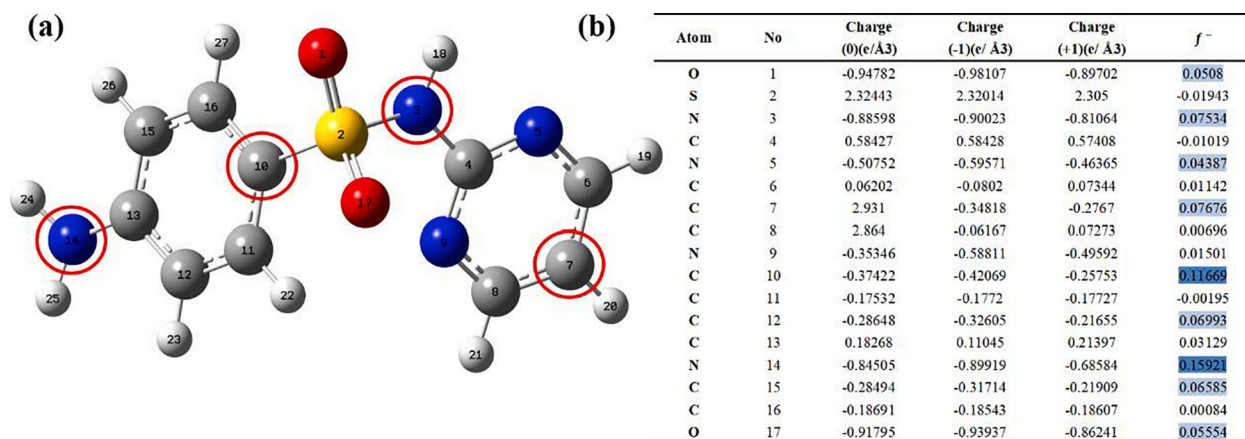 (a)
(b)
27
1
18
26
16
3
15
2
5
10
4
19
24
13
17
6
14
11
9
7
12
8
25
22
20
23
21
Atom No Charge (0)(e/Å3) Charge (-1)(e/ Å3) Charge (+1)(e/ Å3) f −
O 1 -0.94782 -0.98107 -0.89702 0.0508
S 2 2.32443 2.32014 2.305 -0.01943
N 3 -0.88598 -0.90023 -0.81064 0.07534
C 4 0.58427 0.58428 0.57408 -0.01019
N 5 -0.50752 -0.59571 -0.46365 0.04387
C 6 0.06202 -0.0802 0.07344 0.01142
C 7 2.931 -0.34818 -0.2767 0.07676
C 8 2.864 -0.06167 0.07273 0.00696
N 9 -0.35346 -0.58811 -0.49592 0.01501
C 10 -0.37422 -0.42069 -0.25753 0.11669
C 11 -0.17532 -0.1772 -0.17727 -0.00195
C 12 -0.28648 -0.32605 -0.21655 0.06993
C 13 0.18268 0.11045 0.21397 0.03129
N 14 -0.84505 -0.89919 -0.68584 0.15921
C 15 -0.28494 -0.31714 -0.21909 0.06585
C 16 -0.18691 -0.18543 -0.18607 0.00084
O 17 -0.91795 -0.93937 -0.86241 0.05554